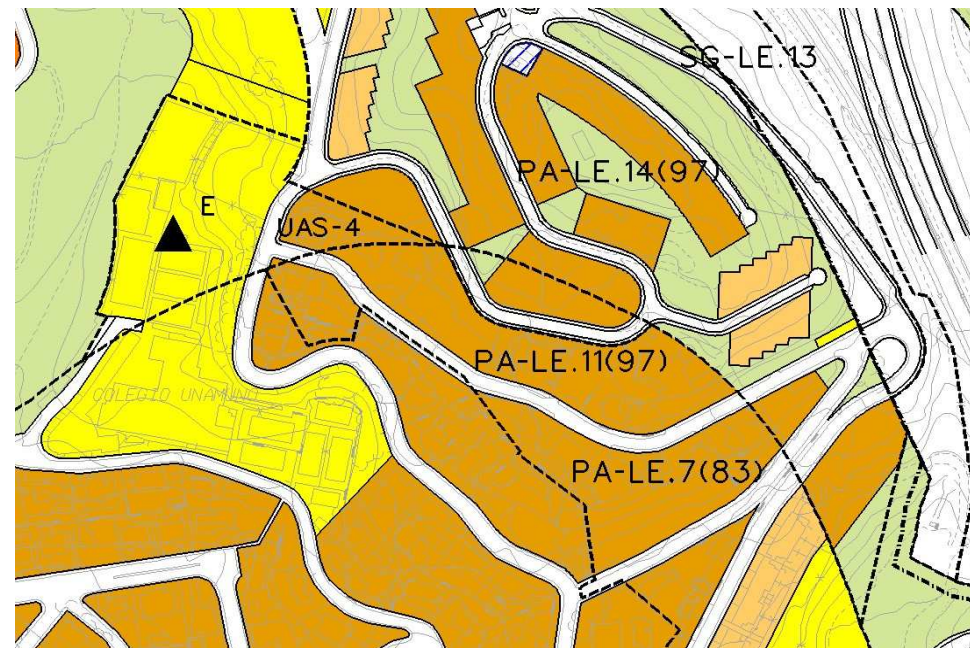 SG-LE.13
PA-LE.14(97)
E
UAS-4
PA-LE.11(97)
COLEGIO UNAMUNO
PA-LE.7(83)